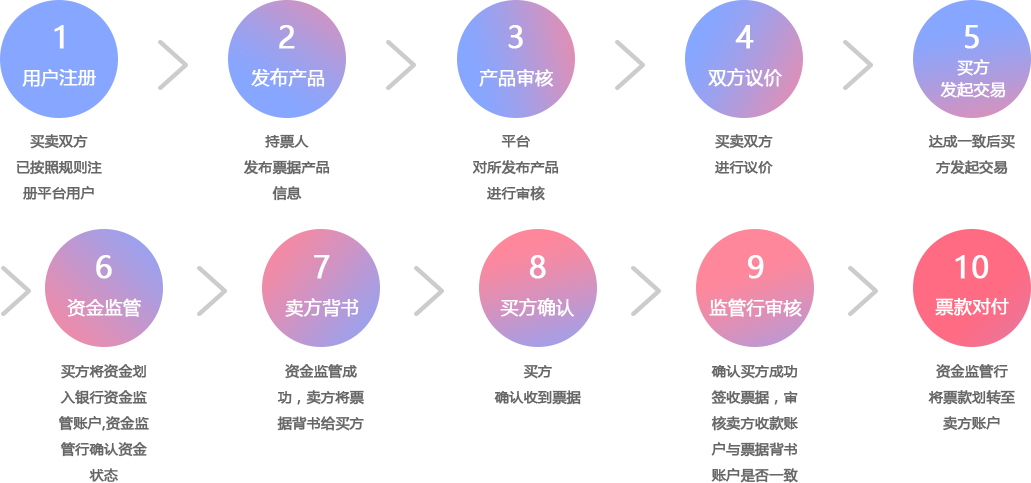 1
用户注册
买卖双方
已按照规则注
册平台用户
2
发布产品
持票人
发布票据产品
信息
3
产品审核
平台
对所发布产品
进行审核
4
双方议价
买卖双方
进行议价
5
买方
发起交易
达成一致后买
方发起交易
6
资金监管
买方将资金划
入银行资金监
管账户,资金监
管行确认资金
状态
7
卖方背书
资金监管成
功，卖方将票
据背书给买方
8
买方确认
买方
确认收到票据
9
监管行审核
确认买方成功
签收票据，审
核卖方收款账
户与票据背书
账户是否一致
10
票款对付
资金监管行
将票款划转至
卖方账户